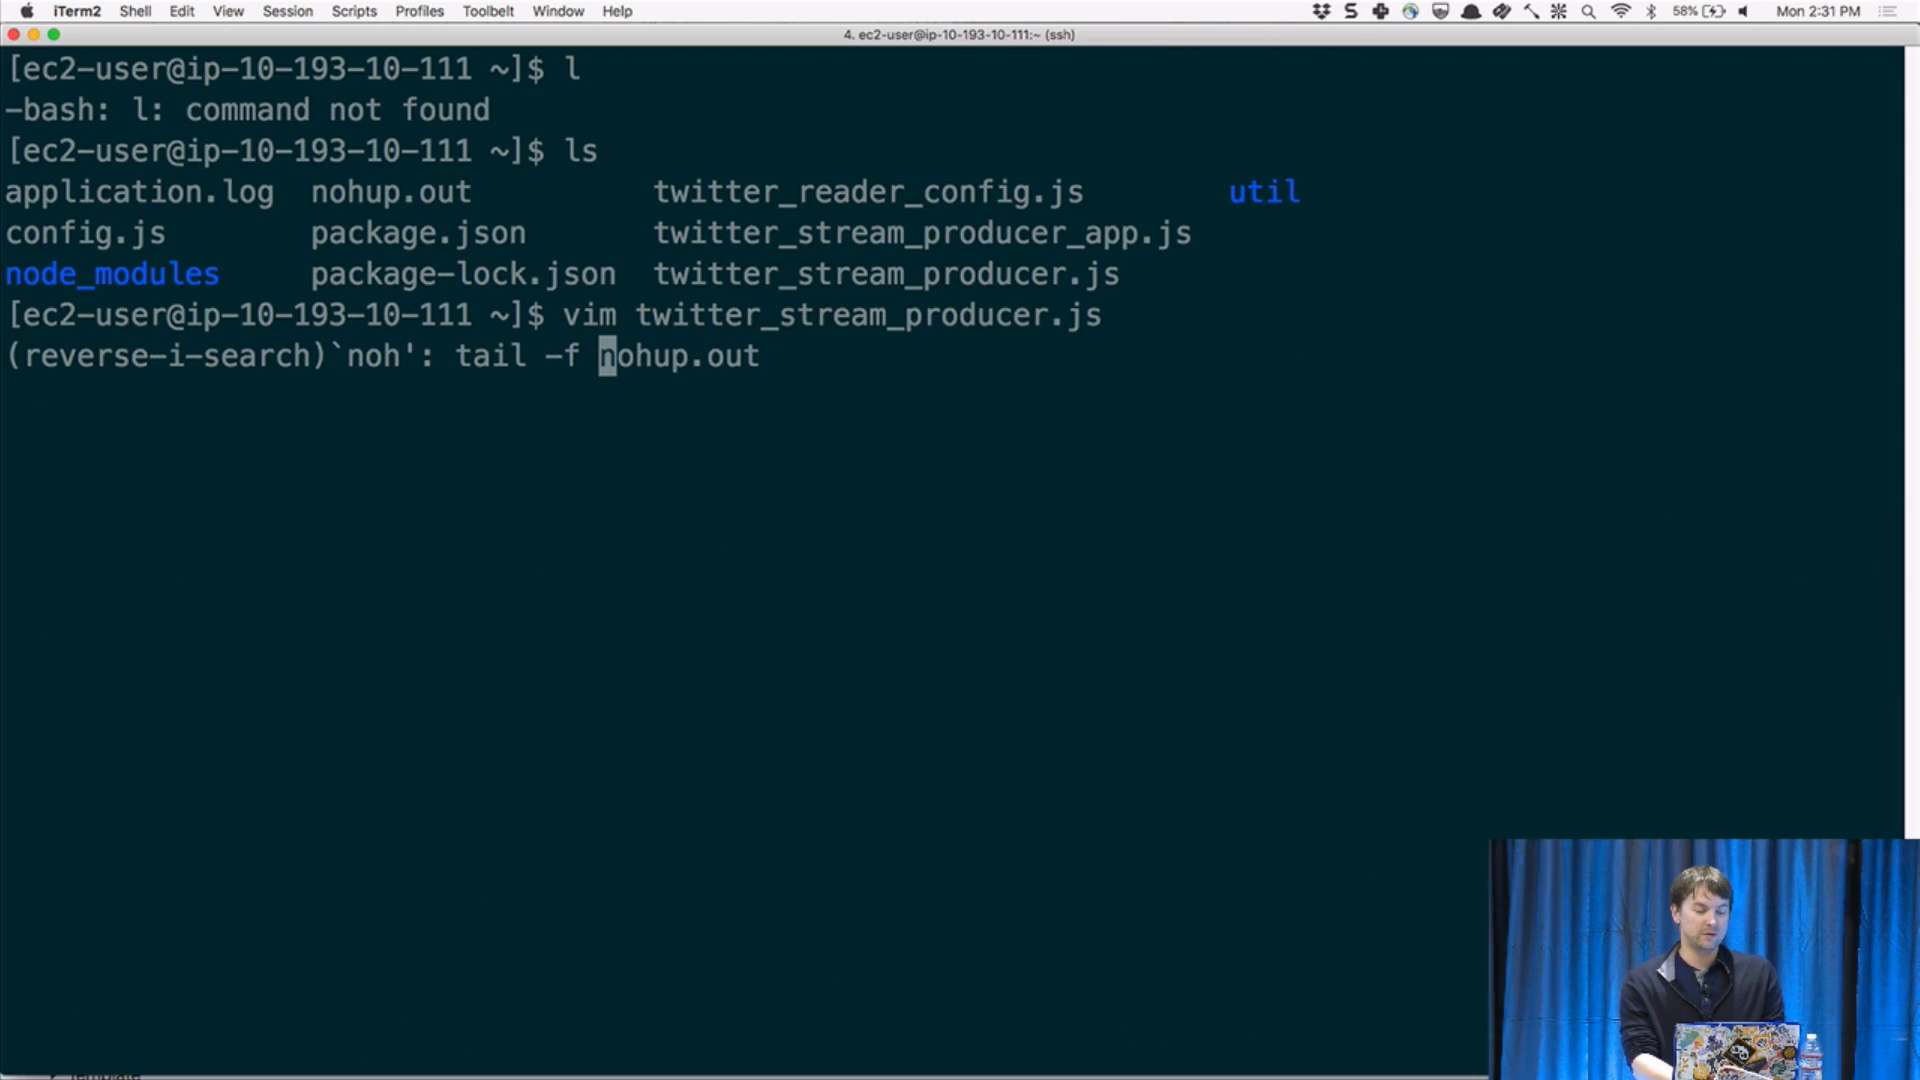 iTerm2 Shell Edit View Session Scripts Profiles Toolbelt Window Help 58% Mon 2:31 PM
4. ec2-user@ip-10-193-10-111:~ (ssh)
[ec2-user@ip-10-193-10-111 ~]$ l
-bash: l: command not found
[ec2-user@ip-10-193-10-111 ~]$ ls
application.log nohup.out twitter_reader_config.js util
config.js package.json twitter_stream_producer_app.js
node_modules package-lock.json twitter_stream_producer.js
[ec2-user@ip-10-193-10-111 ~]$ vim twitter_stream_producer.js
(reverse-i-search)`noh': tail -f nohup.out